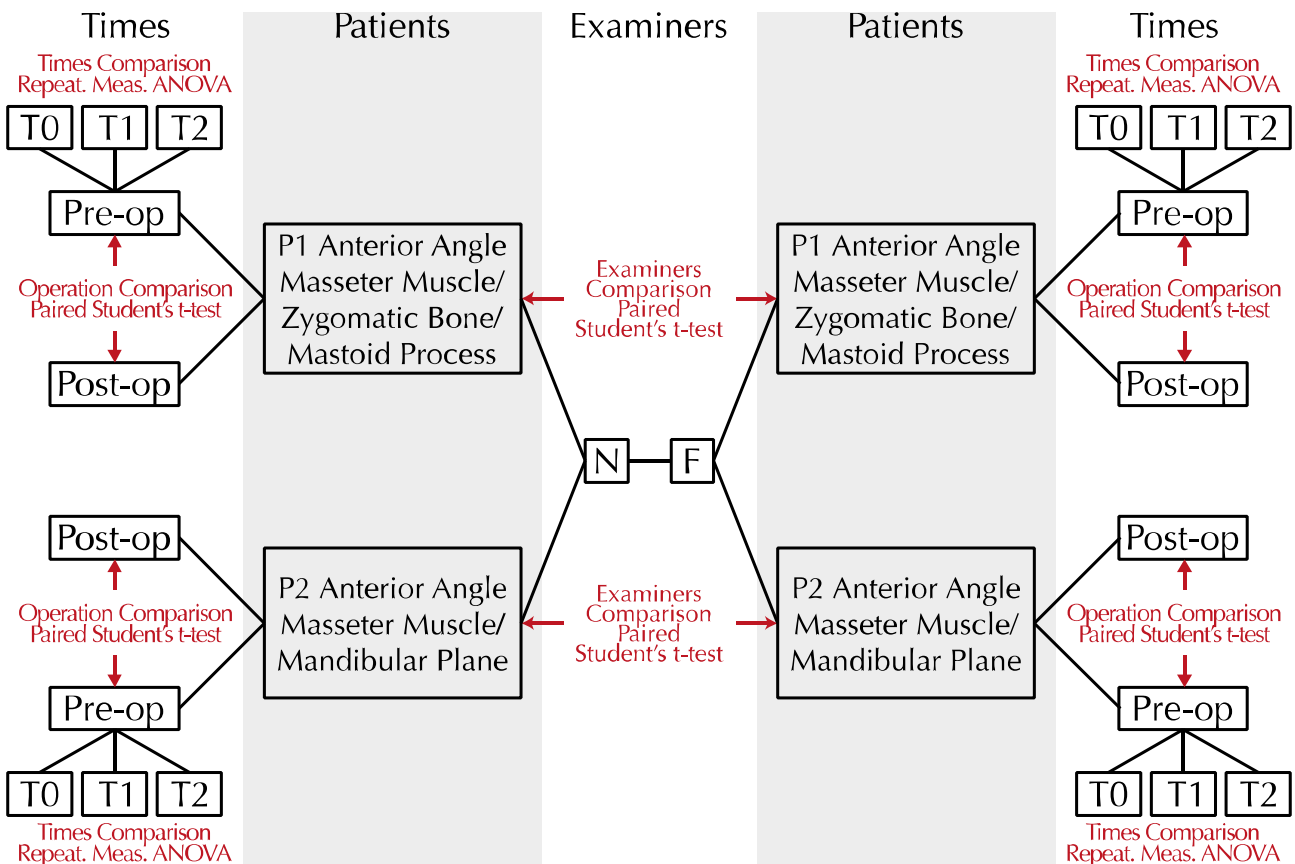 Times
Patients
Examiners
Patients
Times
Times Comparison
Repeat. Meas. ANOVA
T0
T1
T2
Pre-op
Operation Comparison
Paired Student's t-test
Post-op
P1 Anterior Angle
Masseter Muscle/
Zygomatic Bone/
Mastoid Process
Examiners
Comparison
Paired
Student's t-test
P1 Anterior Angle
Masseter Muscle/
Zygomatic Bone/
Mastoid Process
Times Comparison
Repeat. Meas. ANOVA
T0
T1
T2
Pre-op
Operation Comparison
Paired Student's t-test
Post-op
N
F
Post-op
Operation Comparison
Paired Student's t-test
Pre-op
T0
T1
T2
Times Comparison
Repeat. Meas. ANOVA
P2 Anterior Angle
Masseter Muscle/
Mandibular Plane
Examiners
Comparison
Paired
Student's t-test
P2 Anterior Angle
Masseter Muscle/
Mandibular Plane
Post-op
Operation Comparison
Paired Student's t-test
Pre-op
T0
T1
T2
Times Comparison
Repeat. Meas. ANOVA